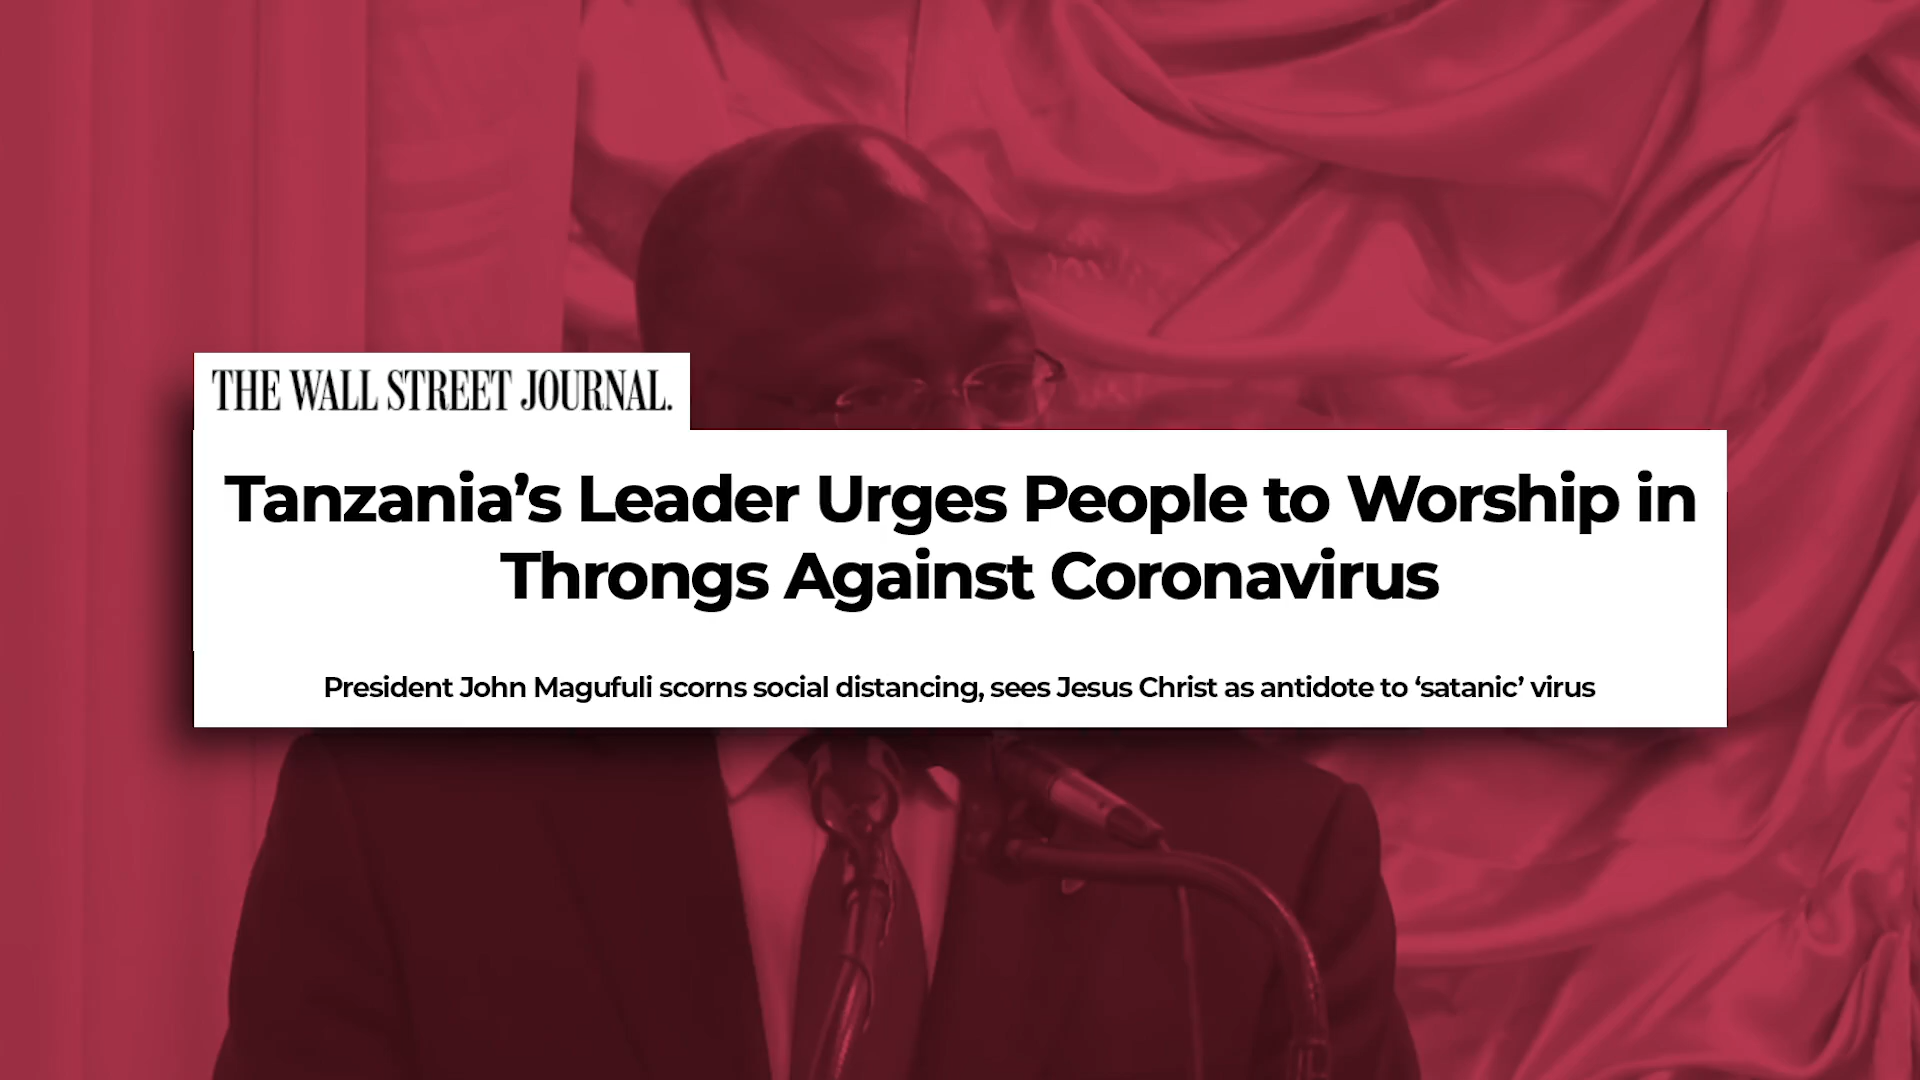 THE WALL STREET JOURNAL.
Tanzania’s Leader Urges People to Worship in
Throngs Against Coronavirus
President John Magufuli scorns social distancing, sees Jesus Christ as antidote to ‘satanic’ virus